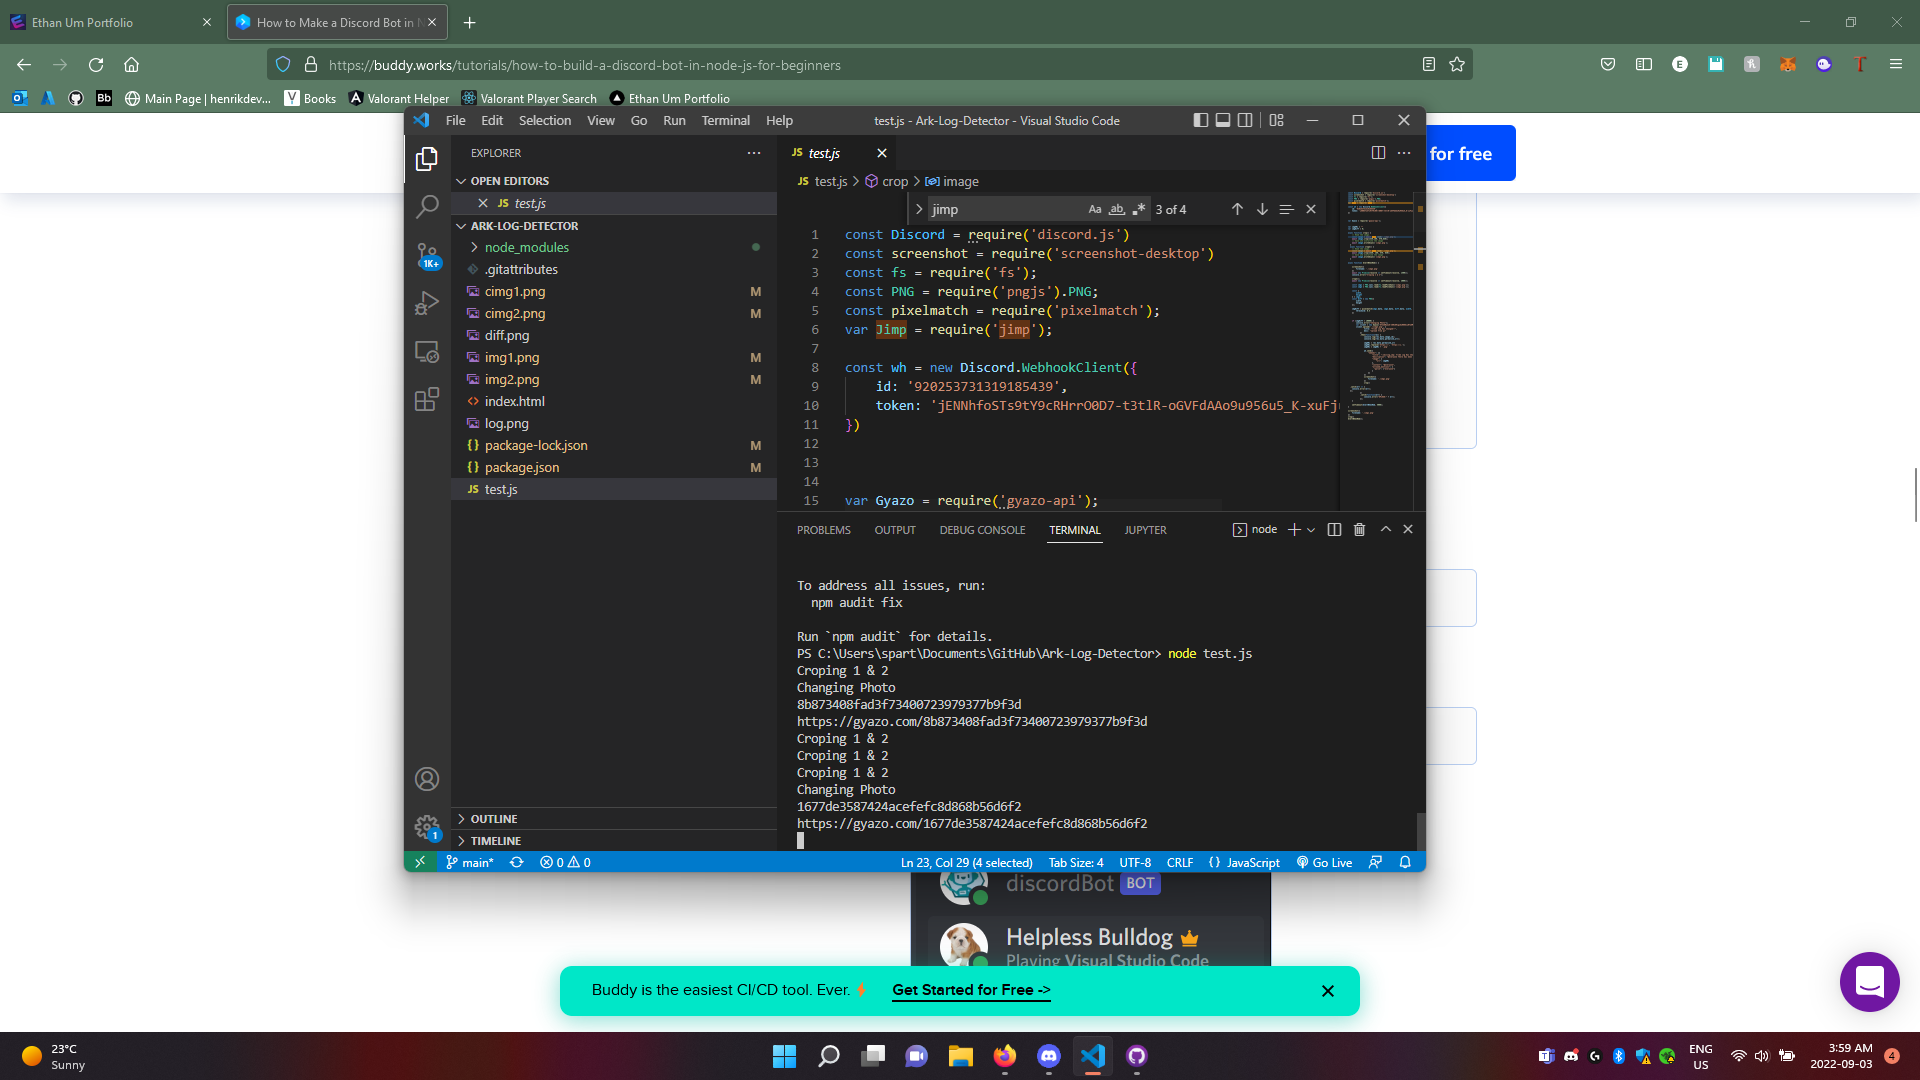 Ethan Um Portfolio
How to Make a Discord Bot in N
https://buddy.works/tutorials/how-to-build-a-discord-bot-in-node-js-for-beginners
Main Page | henrikdev...
Books
Valorant Helper
Valorant Player Search
Ethan Um Portfolio
File Edit Selection View Go Run Terminal Help
test.js - Ark-Log-Detector - Visual Studio Code
for free
EXPLORER
OPEN EDITORS
JS test.js
ARK-LOG-DETECTOR
node_modules
.gitattributes
cimg1.png M
cimg2.png M
diff.png
img1.png M
img2.png M
index.html
log.png
package-lock.json M
package.json M
JS test.js
OUTLINE
TIMELINE
1K+
1
JS test.js
JS test.js > crop > image
jimp
Aa ab 3 of 4
1 const Discord = require('discord.js')
2 const screenshot = require('screenshot-desktop')
3 const fs = require('fs');
4 const PNG = require('pngjs').PNG;
5 const pixelmatch = require('pixelmatch');
6 var Jimp = require('jimp');
7
8 const wh = new Discord.WebhookClient({
9 id: '920253731319185439',
10 token: 'jENNhfoSTs9tY9cRHrrO0D7-t3tlR-oGVFdAAo9u956u5_K-xuFj
11 })
12
13
14
15 var Gyazo = require('gyazo-api');
PROBLEMS OUTPUT DEBUG CONSOLE TERMINAL JUPYTER
node
To address all issues, run:
npm audit fix
Run `npm audit` for details.
PS C:\Users\spart\Documents\GitHub\Ark-Log-Detector> node test.js
Croping 1 & 2
Changing Photo
8b873408fad3f73400723979377b9f3d
https://gyazo.com/8b873408fad3f73400723979377b9f3d
Croping 1 & 2
Croping 1 & 2
Croping 1 & 2
Changing Photo
1677de3587424acefefc8d868b56d6f2
https://gyazo.com/1677de3587424acefefc8d868b56d6f2
main* 0 0
Ln 23, Col 29 (4 selected) Tab Size: 4 UTF-8 CRLF {} JavaScript Go Live
discordBot BOT
Helpless Bulldog
Playing Visual Studio Code
Buddy is the easiest CI/CD tool. Ever. Get Started for Free ->
23°C
Sunny
ENG
US
3:59 AM
2022-09-03
4